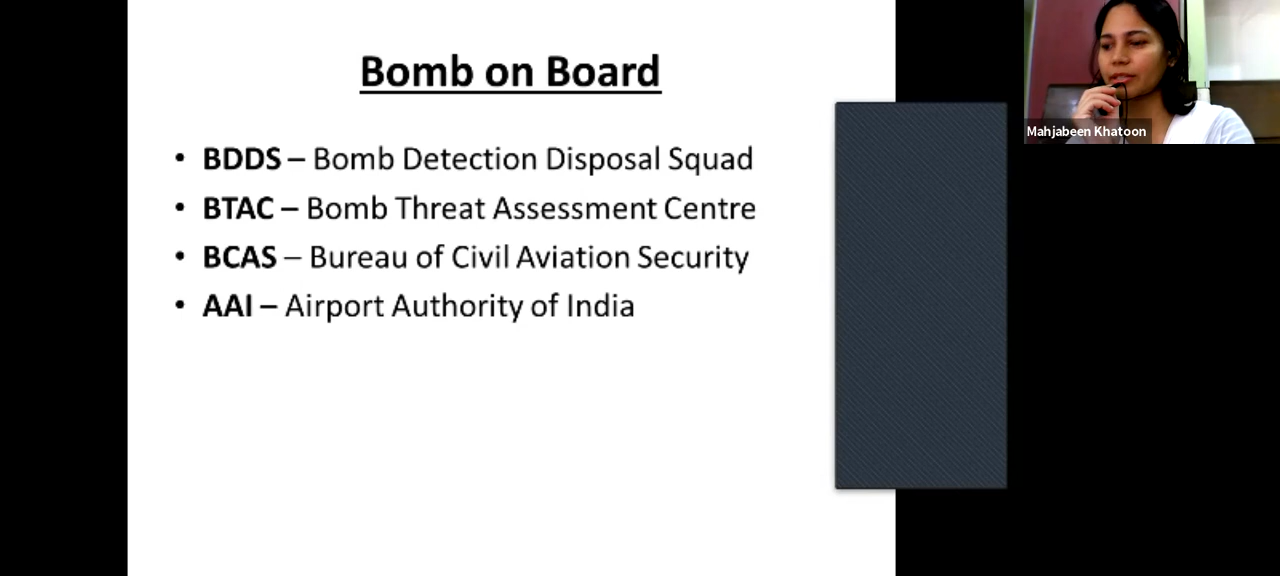 Bomb on Board
• BDDS – Bomb Detection Disposal Squad
• BTAC – Bomb Threat Assessment Centre
• BCAS – Bureau of Civil Aviation Security
• AAI – Airport Authority of India
Mahjabeen Khatoon